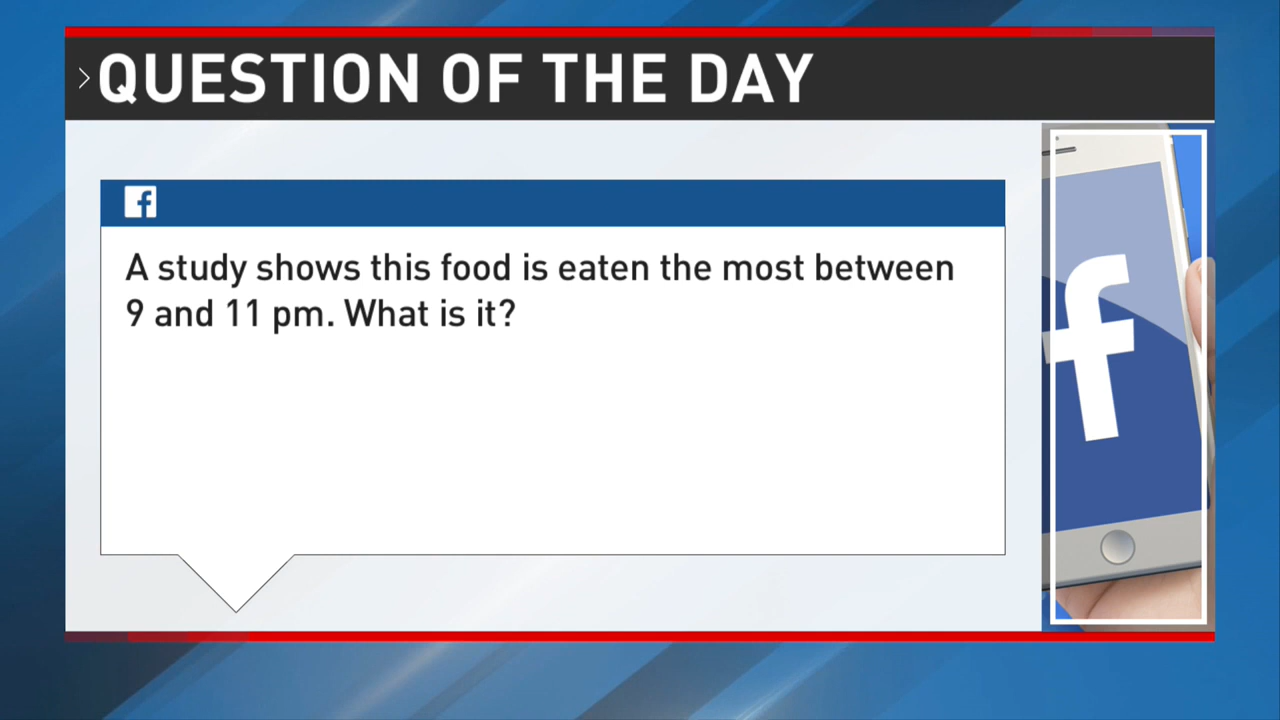 QUESTION OF THE DAY
A study shows this food is eaten the most between
9 and 11 pm. What is it?